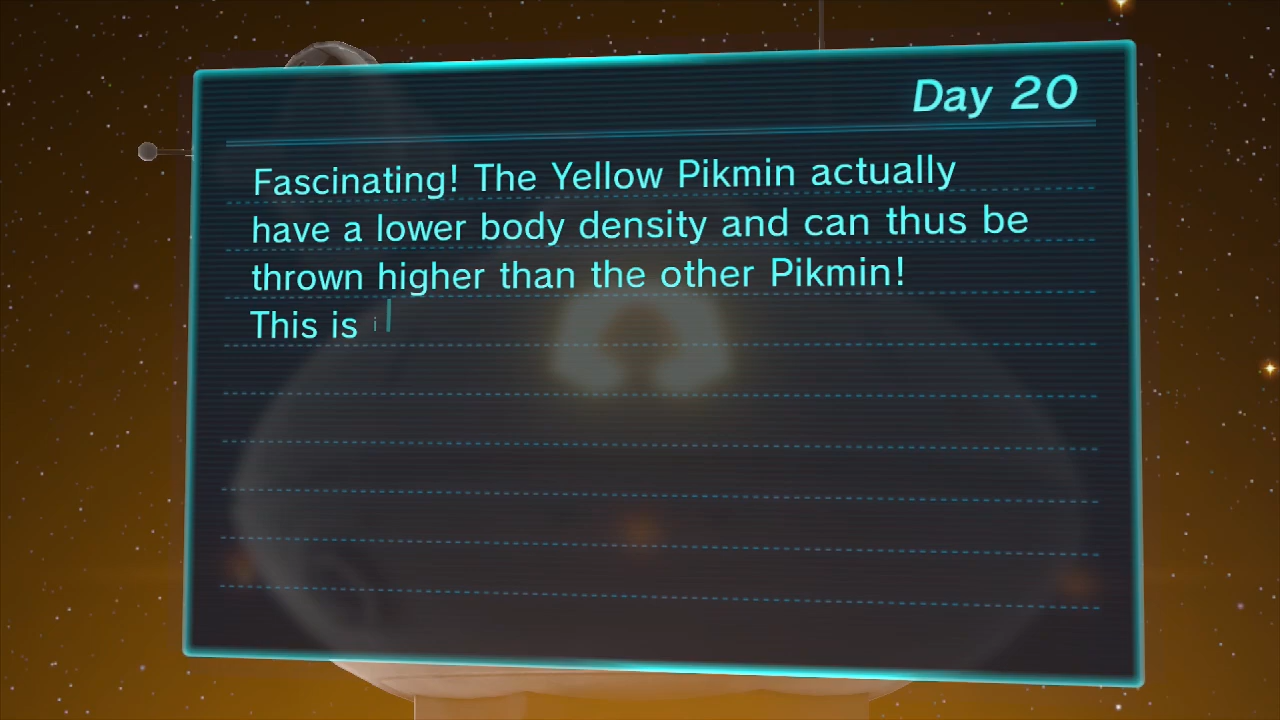 Day 20
Fascinating! The Yellow Pikmin actually
have a lower body density and can thus be
thrown higher than the other Pikmin!
This is i